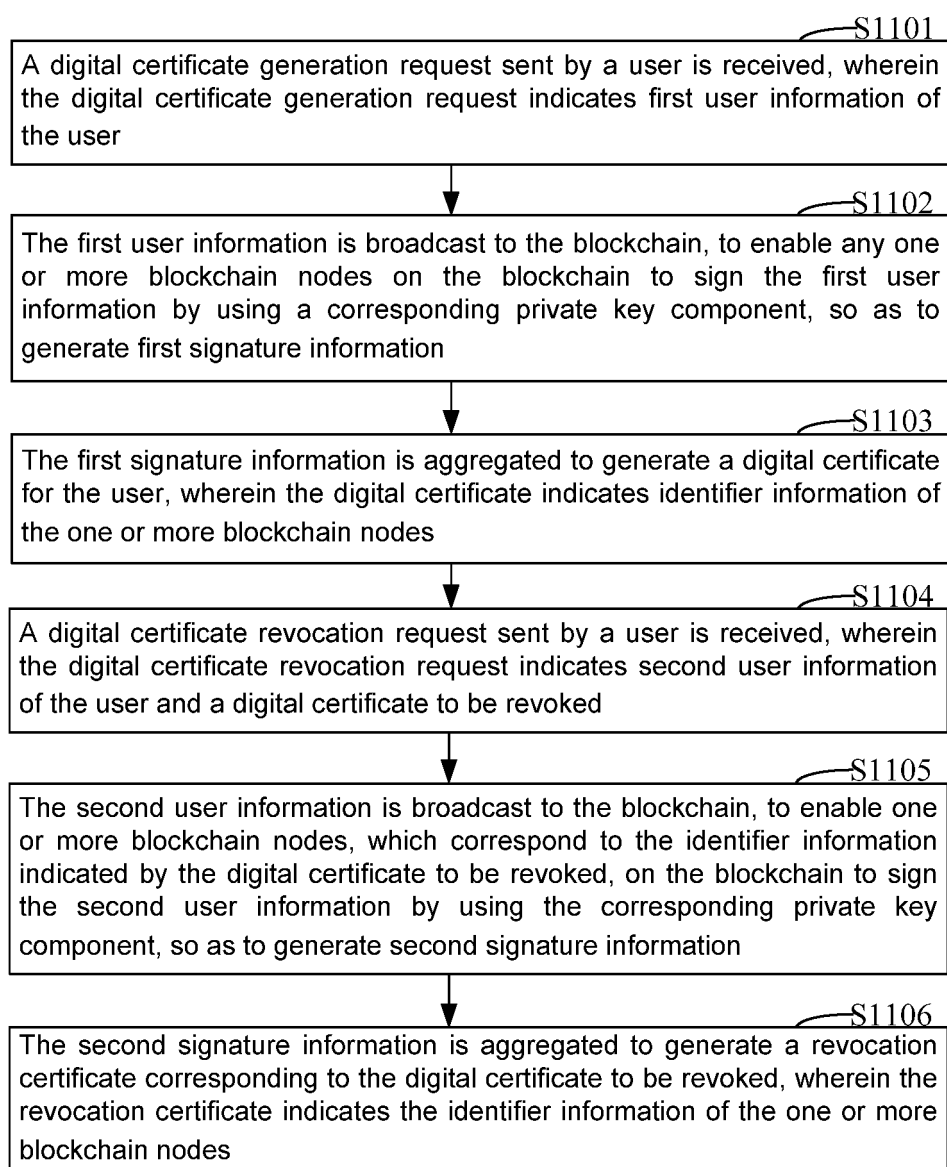 S1101
A digital certificate generation request sent by a user is received, wherein
the digital certificate generation request indicates first user information of
the user
S1102
The first user information is broadcast to the blockchain, to enable any one
or more blockchain nodes on the blockchain to sign the first user
information by using a corresponding private key component, so as to
generate first signature information
S1103
The first signature information is aggregated to generate a digital certificate
for the user, wherein the digital certificate indicates identifier information of
the one or more blockchain nodes
S1104
A digital certificate revocation request sent by a user is received, wherein
the digital certificate revocation request indicates second user information
of the user and a digital certificate to be revoked
S1105
The second user information is broadcast to the blockchain, to enable one
or more blockchain nodes, which correspond to the identifier information
indicated by the digital certificate to be revoked, on the blockchain to sign
the second user information by using the corresponding private key
component, so as to generate second signature information
S1106
The second signature information is aggregated to generate a revocation
certificate corresponding to the digital certificate to be revoked, wherein the
revocation certificate indicates the identifier information of the one or more
blockchain nodes